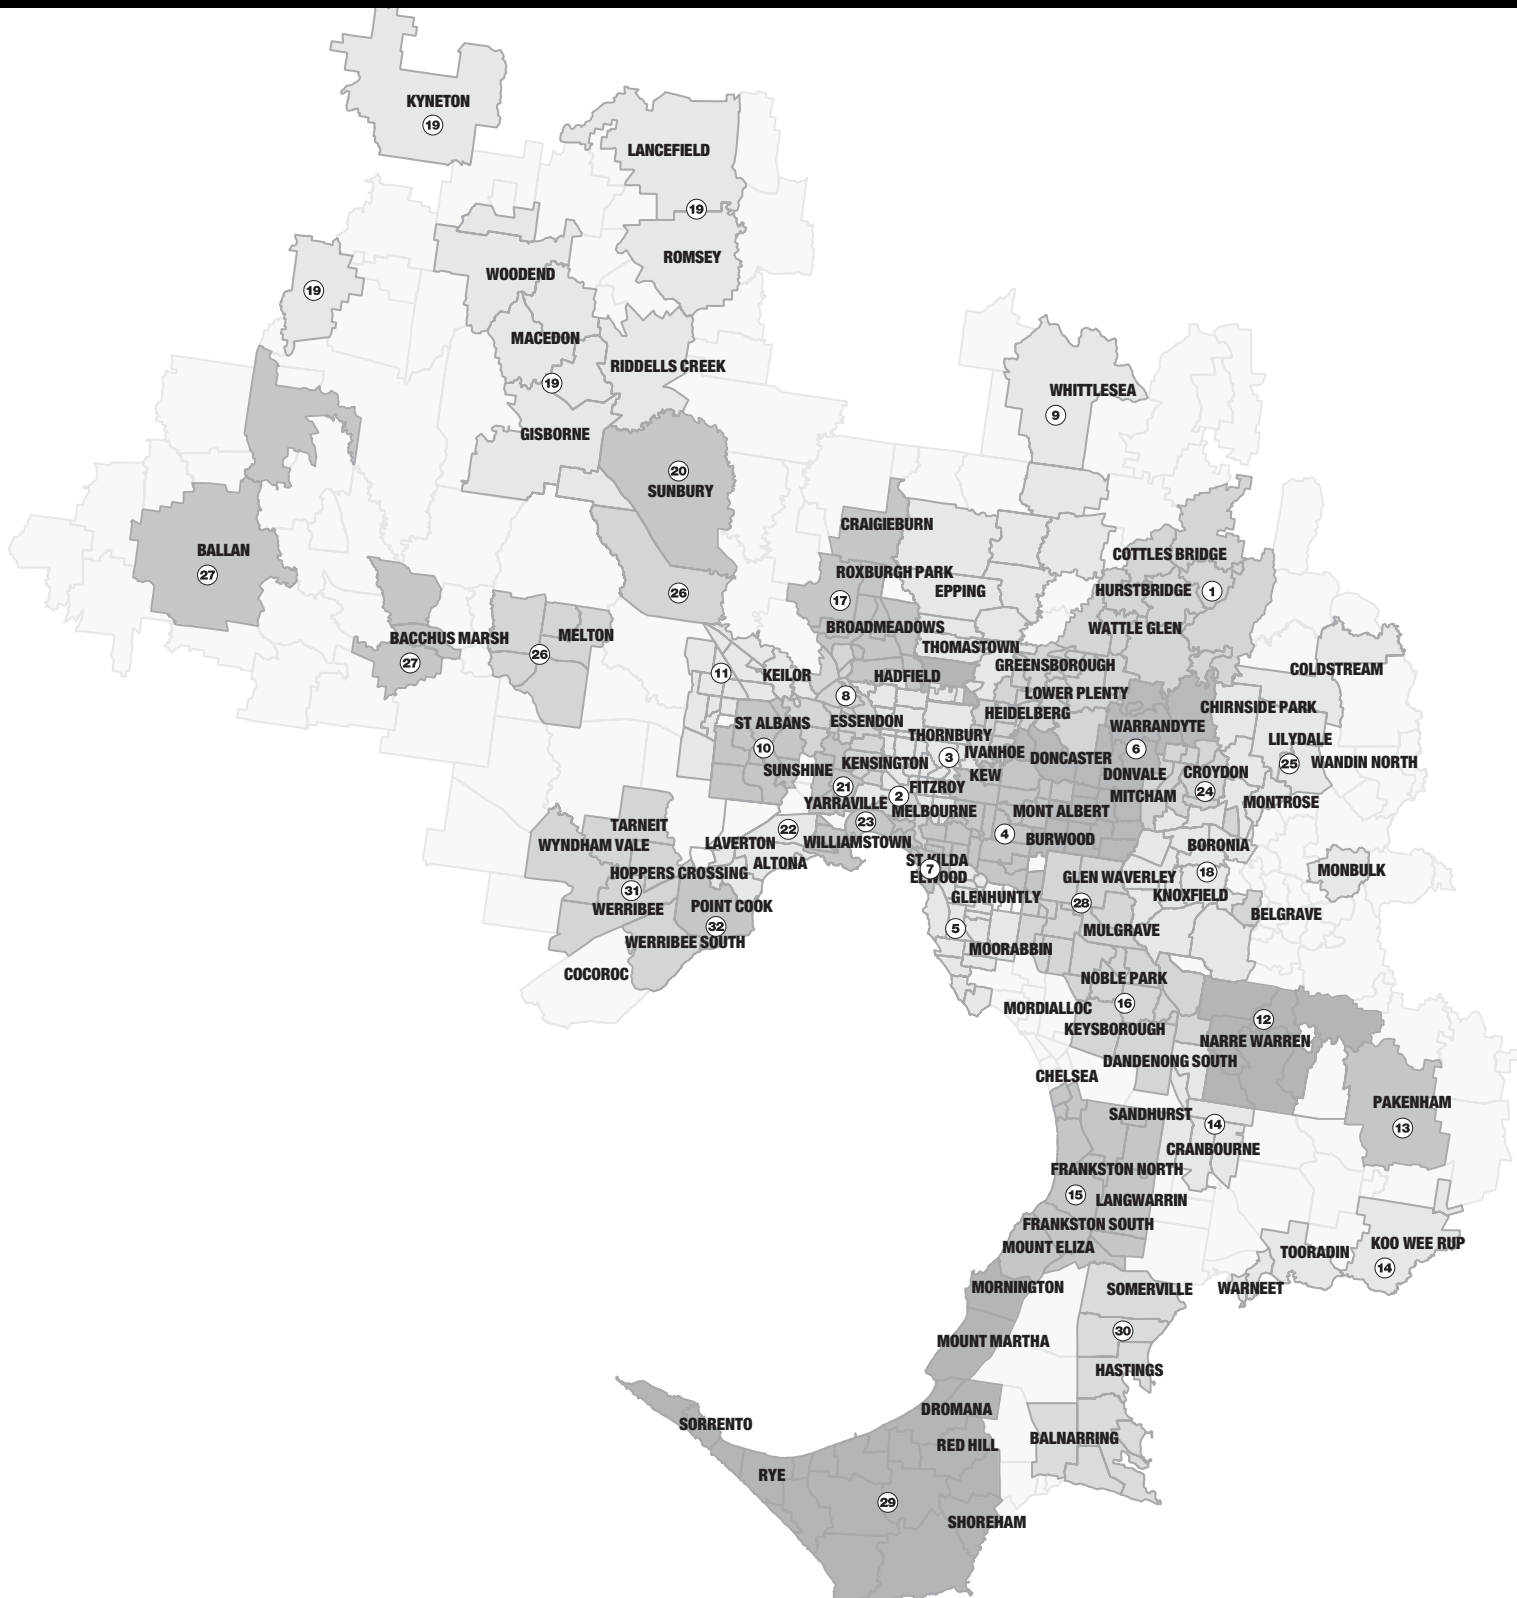 KYNETON
19
LANCEFIELD
19
ROMSEY
WOODEND
19
MACEDON
RIDDELLS CREEK
19
WHITTLESEA
9
GISBORNE
20
SUNBURY
CRAIGIEBURN
BALLAN
27
COTTLES BRIDGE
ROXBURGH PARK
EPPING
HURSTBRIDGE
1
26
17
BROADMEADOWS
WATTLE GLEN
BACCHUS MARSH
MELTON
26
27
THOMASTOWN
GREENSBOROUGH
COLDSTREAM
11
KEILOR
HADFIELD
8
LOWER PLENTY
CHIRNSIDE PARK
ST ALBANS
ESSENDON
HEIDELBERG
WARRANDYTE
10
THORNBURY
LILYDALE
3
IVANHOE
DONCASTER
6
25
WANDIN NORTH
SUNSHINE
KENSINGTON
KEW
DONVALE
CROYDON
21
FITZROY
24
2
MITCHAM
YARRAVILLE
MELBOURNE
MONT ALBERT
MONTROSE
TARNEIT
22
23
4
BURWOOD
WYNDHAM VALE
LAVERTON
WILLIAMSTOWN
BORONIA
ALTONA
ST KILDA
7
ELWOOD
HOPPERS CROSSING
GLEN WAVERLEY
18
MONBULK
31
GLENHUNTLY
KNOXFIELD
WERRIBEE
POINT COOK
28
BELGRAVE
32
5
MULGRAVE
WERRIBEE SOUTH
MOORABBIN
COCOROC
NOBLE PARK
MORDIALLOC
16
12
KEYSBOROUGH
NARRE WARREN
DANDENONG SOUTH
CHELSEA
PAKENHAM
13
SANDHURST
14
CRANBOURNE
FRANKSTON NORTH
15
LANGWARRIN
FRANKSTON SOUTH
MOUNT ELIZA
TOORADIN
KOO WEE RUP
14
MORNINGTON
SOMERVILLE
WARNEET
30
MOUNT MARTHA
HASTINGS
DROMANA
SORRENTO
RED HILL
BALNARRING
RYE
29
SHOREHAM